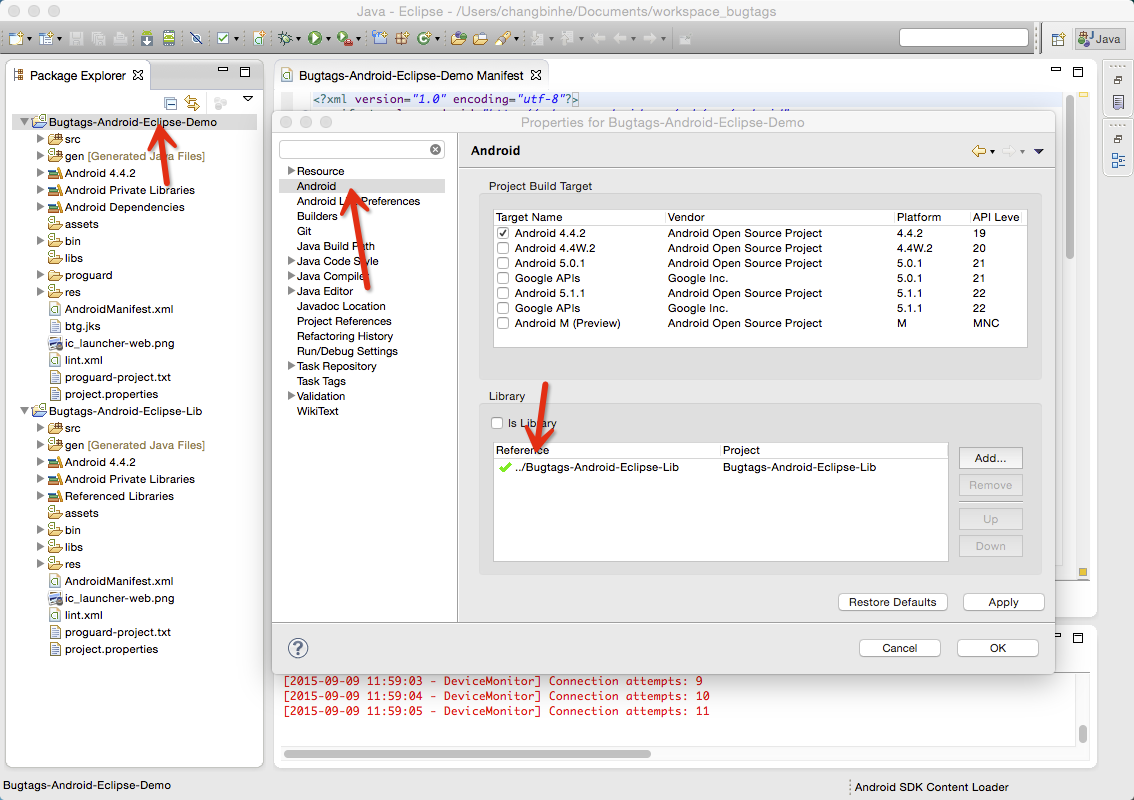 Java - Eclipse - /Users/changbinhe/Documents/workspace_bugtags
Java
Package Explorer
Bugtags-Android-Eclipse-Demo
src
gen [Generated Java Files]
Android 4.4.2
Android Private Libraries
Android Dependencies
assets
bin
libs
proguard
res
AndroidManifest.xml
btg.jks
ic_launcher-web.png
lint.xml
proguard-project.txt
project.properties
Bugtags-Android-Eclipse-Lib
src
gen [Generated Java Files]
Android 4.4.2
Android Private Libraries
Referenced Libraries
assets
bin
libs
res
AndroidManifest.xml
ic_launcher-web.png
lint.xml
proguard-project.txt
project.properties
Bugtags-Android-Eclipse-Demo Manifest
<?xml version="1.0" encoding="utf-8"?>
Properties for Bugtags-Android-Eclipse-Demo
Resource
Android
Android Preferences
Builders
Git
Java Build Path
Java Code Style
Java Compiler
Java Editor
Javadoc Location
Project References
Refactoring History
Run/Debug Settings
Task Repository
Task Tags
Validation
WikiText
Android
Project Build Target
Target Name Vendor Platform API Leve
Android 4.4.2 Android Open Source Project 4.4.2 19
Android 4.4W.2 Android Open Source Project 4.4W.2 20
Android 5.0.1 Android Open Source Project 5.0.1 21
Google APIs Google Inc. 5.0.1 21
Android 5.1.1 Android Open Source Project 5.1.1 22
Google APIs Google Inc. 5.1.1 22
Android M (Preview) Android Open Source Project M MNC
Library
Is Library
Reference Project
../Bugtags-Android-Eclipse-Lib Bugtags-Android-Eclipse-Lib
Add...
Remove
Up
Down
Restore Defaults Apply
Cancel OK
[2015-09-09 11:59:03 - DeviceMonitor] Connection attempts: 9
[2015-09-09 11:59:04 - DeviceMonitor] Connection attempts: 10
[2015-09-09 11:59:05 - DeviceMonitor] Connection attempts: 11
Bugtags-Android-Eclipse-Demo
Android SDK Content Loader